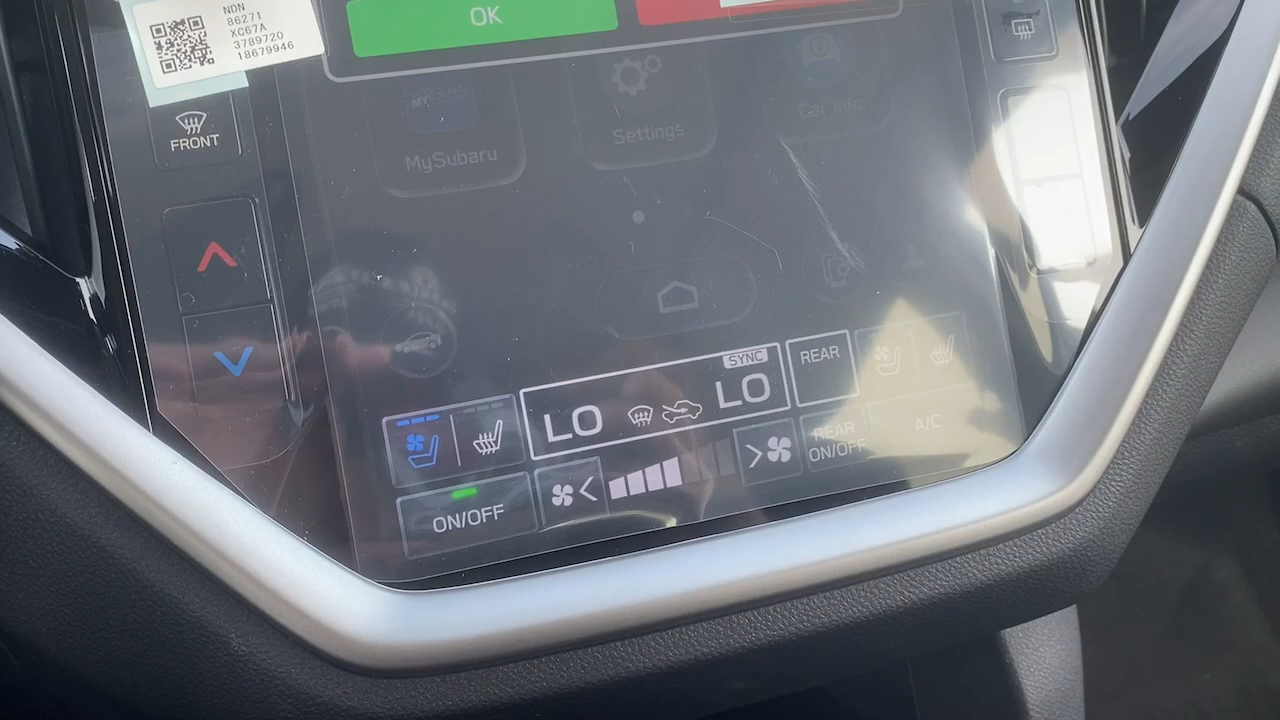 NDN
86271
XC67A
3789720
18679946
OK
FRONT
MySubaru
Settings
Car info
SYNC
LO
LO
REAR
ON/OFF
REAR
ON/OFF
A/C